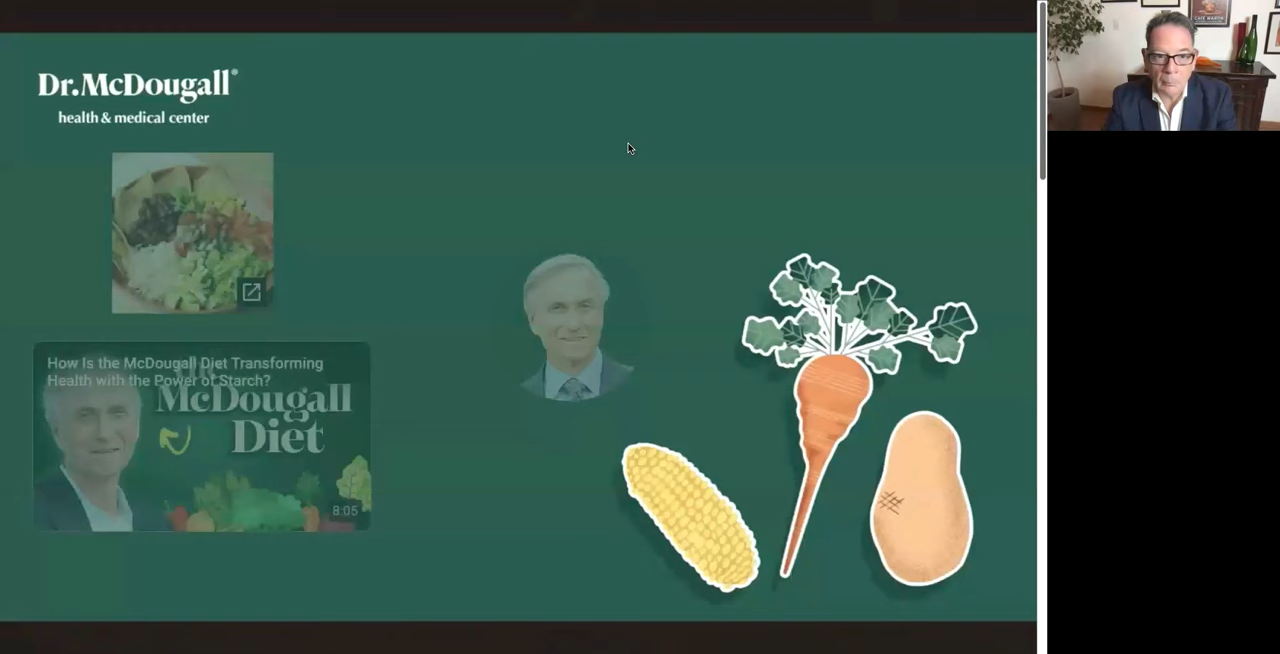 Dr.McDougall®
health & medical center
How Is the McDougall Diet Transforming
Health with the Power of Starch?
McDougall
Diet
8:05